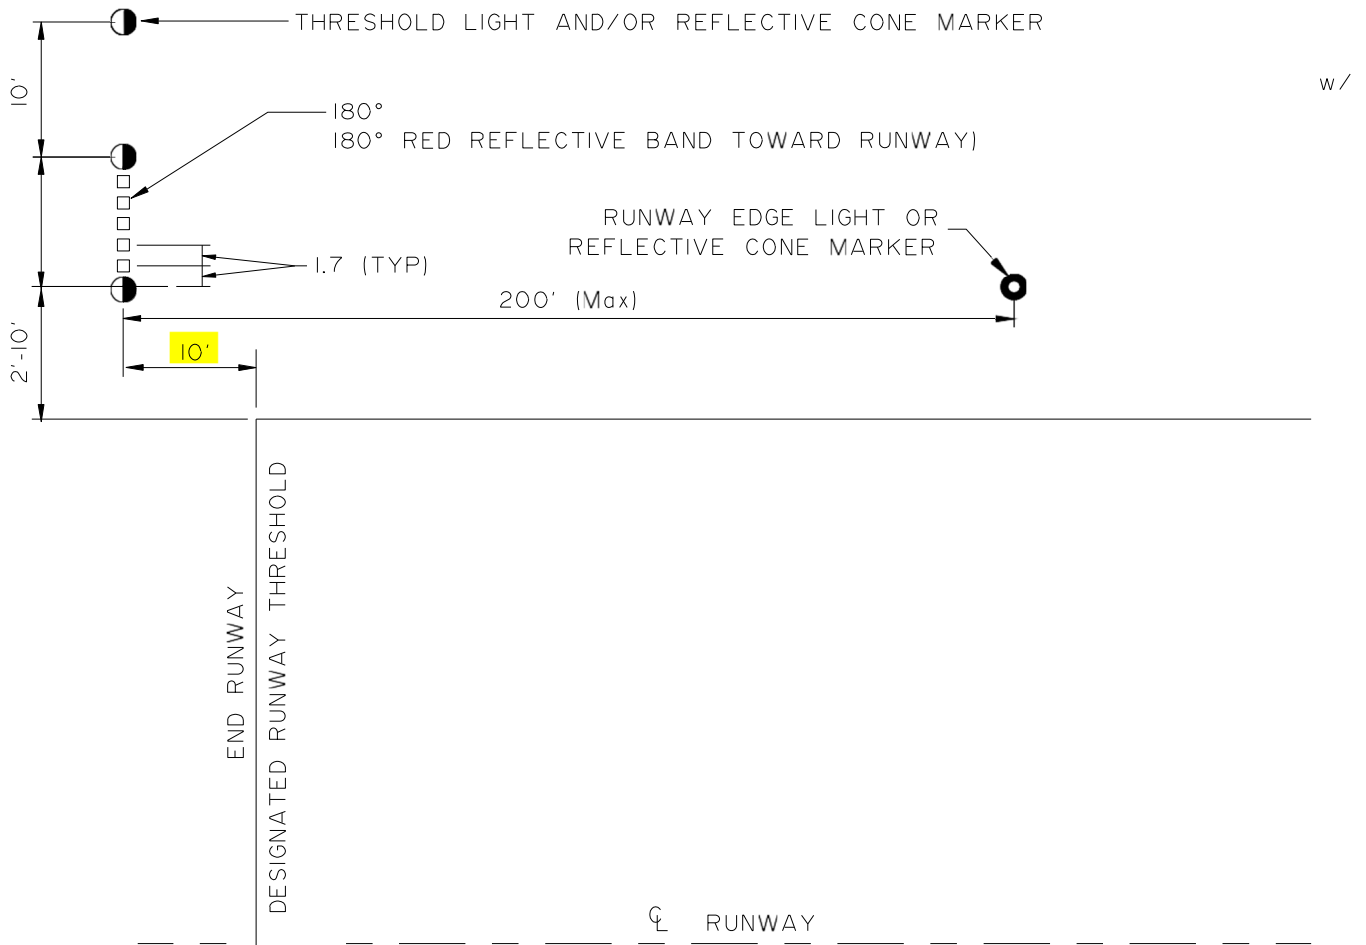 THRESHOLD LIGHT AND/OR REFLECTIVE CONE MARKER
w/
10'
180°
180° RED REFLECTIVE BAND TOWARD RUNWAY)
RUNWAY EDGE LIGHT OR
REFLECTIVE CONE MARKER
1.7 (TYP)
200' (Max)
2'-10'
10'
END RUNWAY
DESIGNATED RUNWAY THRESHOLD
℄ RUNWAY